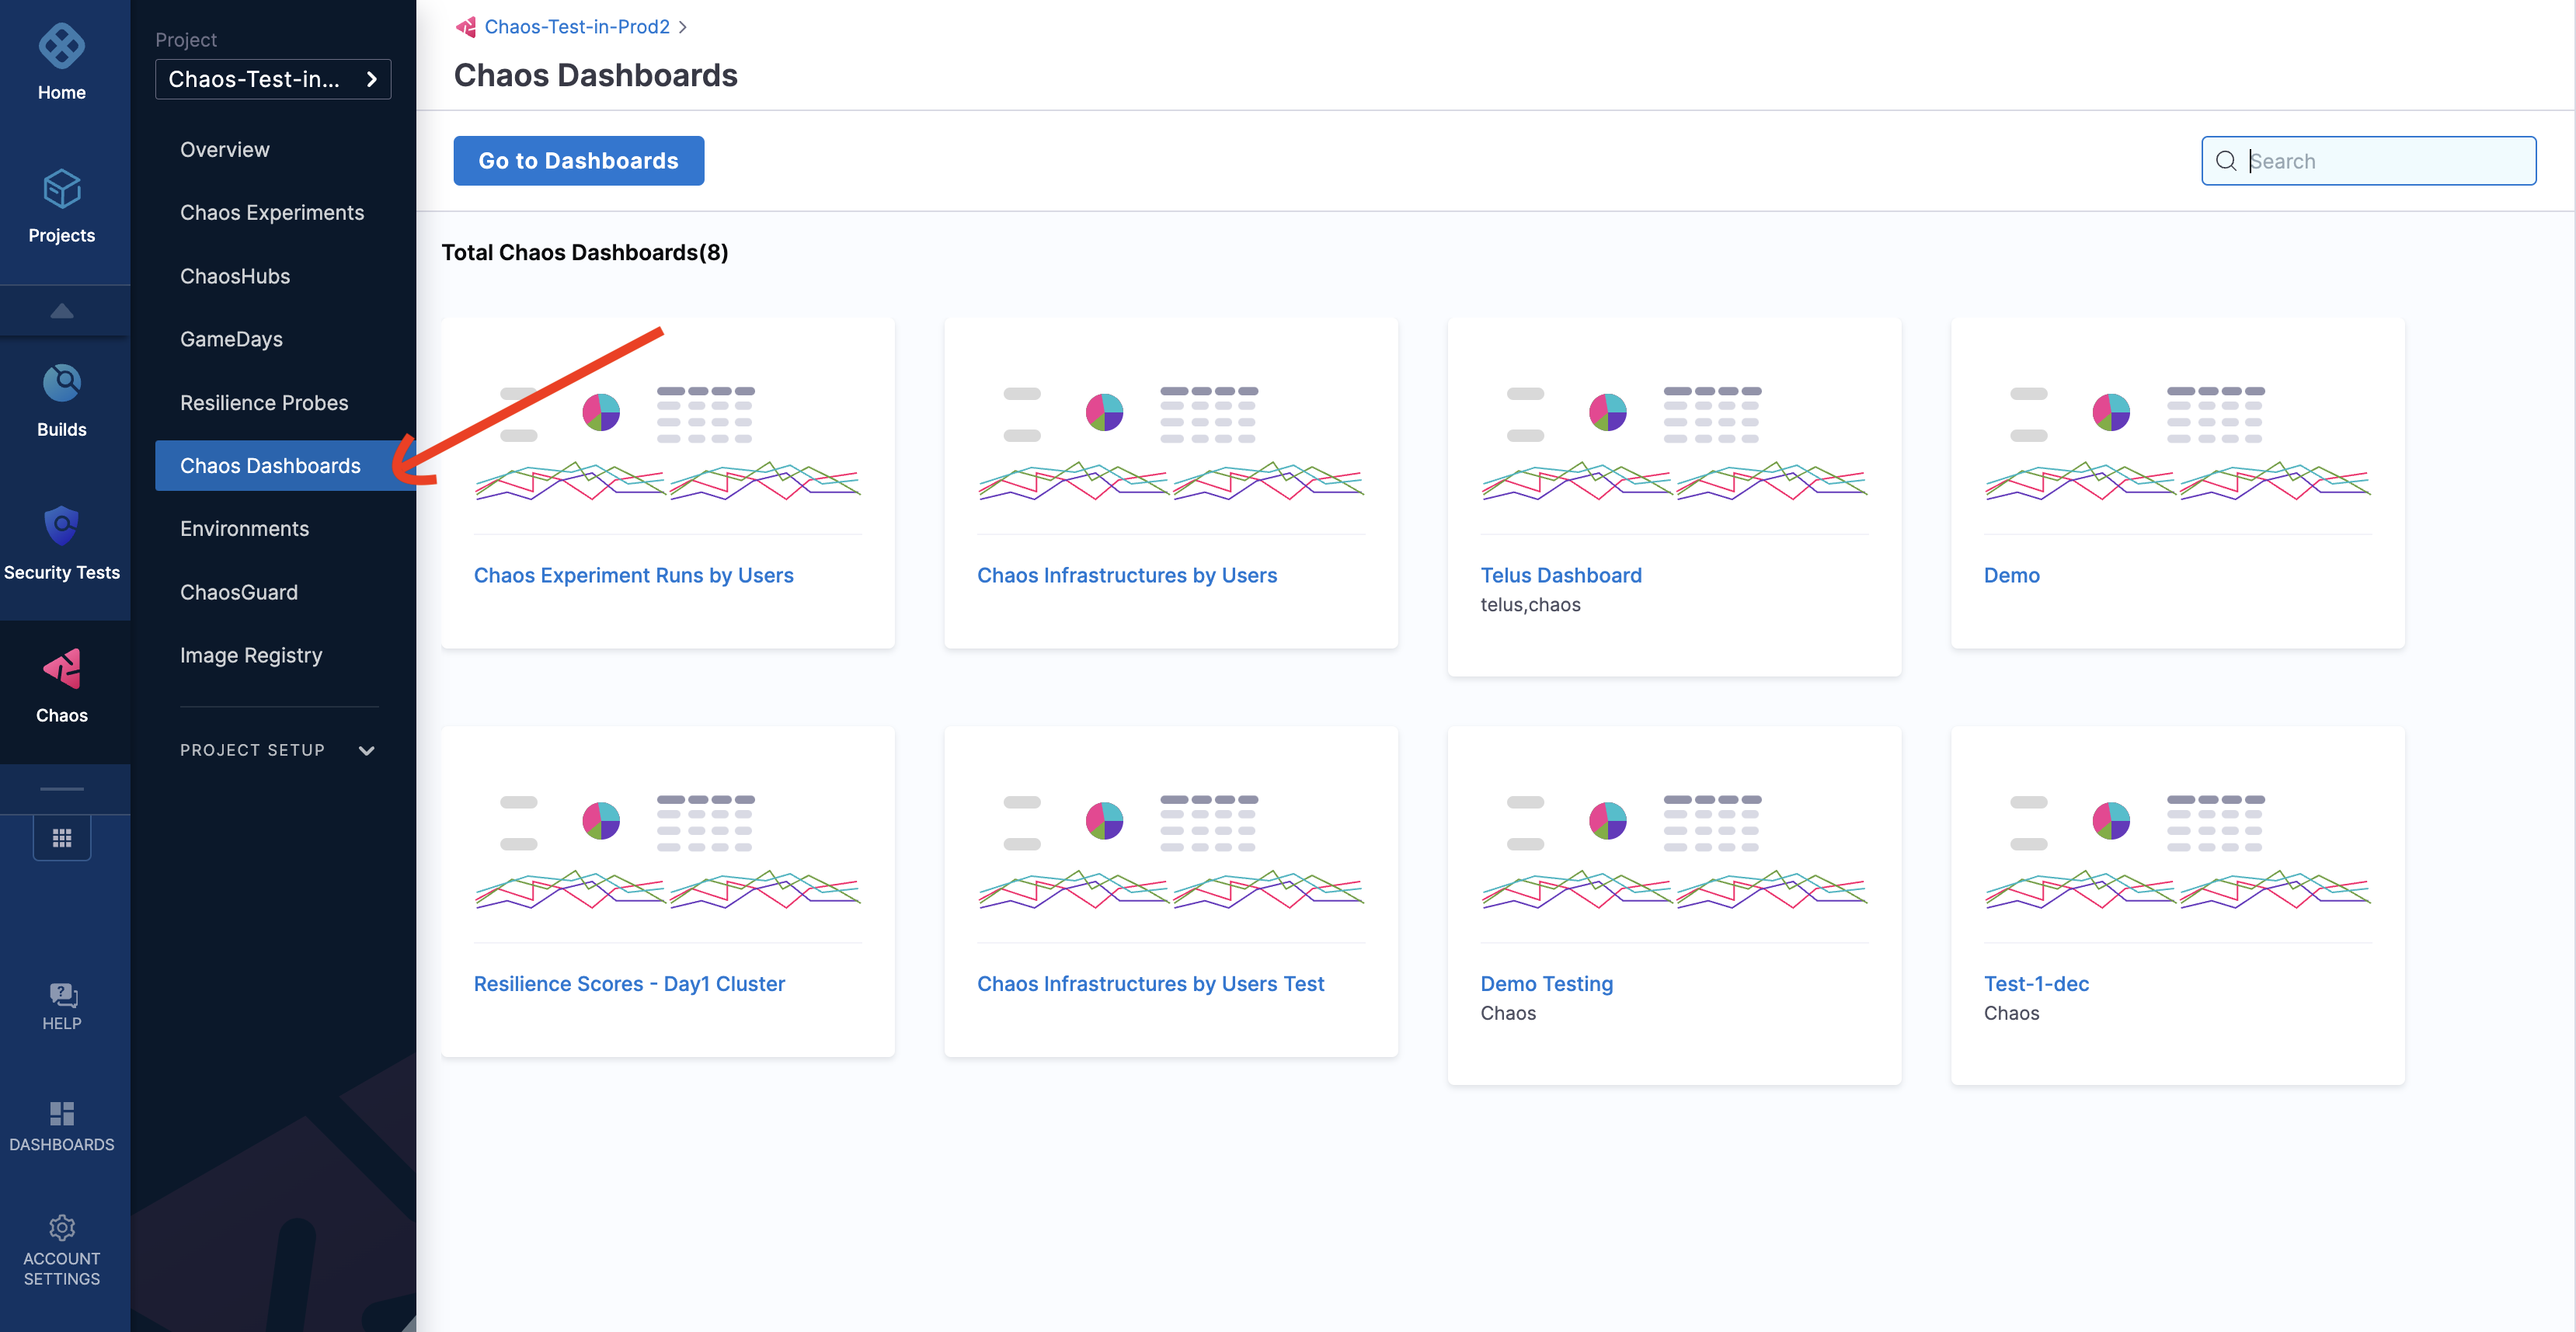 Home
Projects
Builds
Security Tests
Chaos
HELP
DASHBOARDS
ACCOUNT
SETTINGS
Project
Chaos-Test-in...
Overview
Chaos Experiments
ChaosHubs
GameDays
Resilience Probes
Chaos Dashboards
Environments
ChaosGuard
Image Registry
PROJECT SETUP
Chaos-Test-in-Prod2
Chaos Dashboards
Go to Dashboards
Search
Total Chaos Dashboards(8)
Chaos Experiment Runs by Users
Chaos Infrastructures by Users
Telus Dashboard
telus,chaos
Demo
Resilience Scores - Day1 Cluster
Chaos Infrastructures by Users Test
Demo Testing
Chaos
Test-1-dec
Chaos